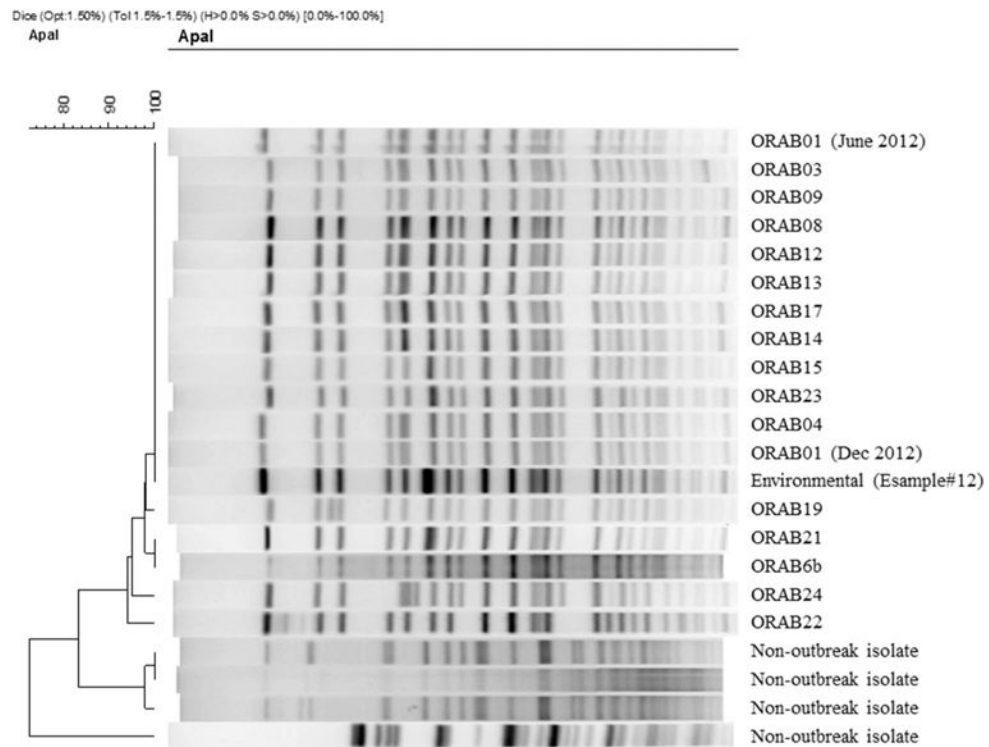 Dice (Opt:1.50%) (Tol 1.5%-1.5%) (H>0.0% S>0.0%) [0.0%-100.0%]
ApaI ApaI
80 90 100
ORAB01 (June 2012)
ORAB03
ORAB09
ORAB08
ORAB12
ORAB13
ORAB17
ORAB14
ORAB15
ORAB23
ORAB04
ORAB01 (Dec 2012)
Environmental (Esample#12)
ORAB19
ORAB21
ORAB6b
ORAB24
ORAB22
Non-outbreak isolate
Non-outbreak isolate
Non-outbreak isolate
Non-outbreak isolate